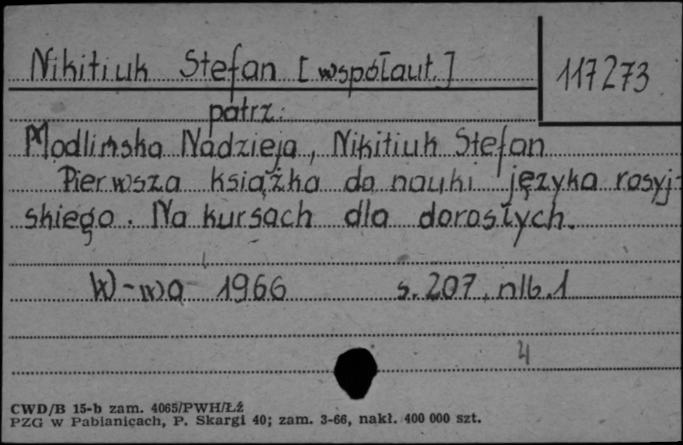 Nikitiuk Stefan [współaut.]
117273
patrz:
Modlińska Nadzieja, Nikitiuk Stefan
Pierwsza książka do nauki języka rosyj-
skiego. Na kursach dla dorosłych.
W-wa 1966 s. 207, nlb. 1
4
CWD/B 15-b zam. 4065/PWH/Łż
PZG w Pabianicach, P. Skargi 40; zam. 3-66, nakł. 400 000 szt.